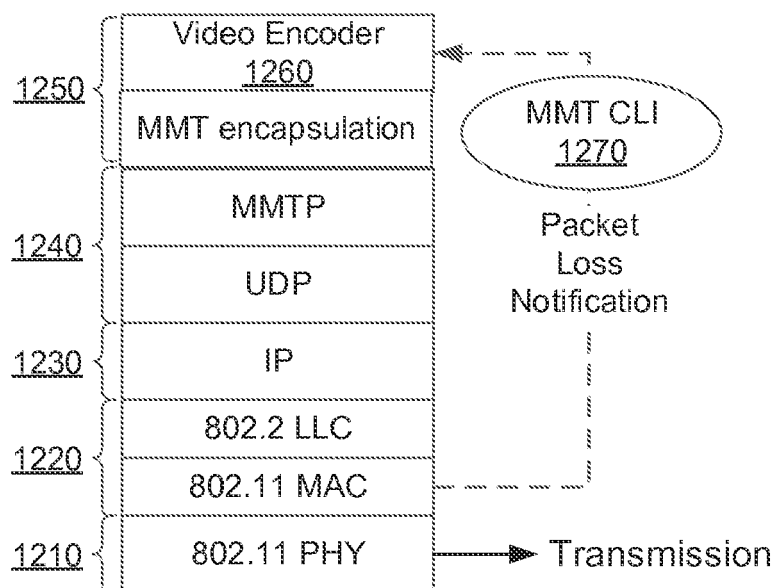 Video Encoder
1260
1250
MMT encapsulation
MMT CLI
1270
MMTP
1240
UDP
Packet
Loss
Notification
1230
IP
802.2 LLC
1220
802.11 MAC
1210
802.11 PHY
Transmission